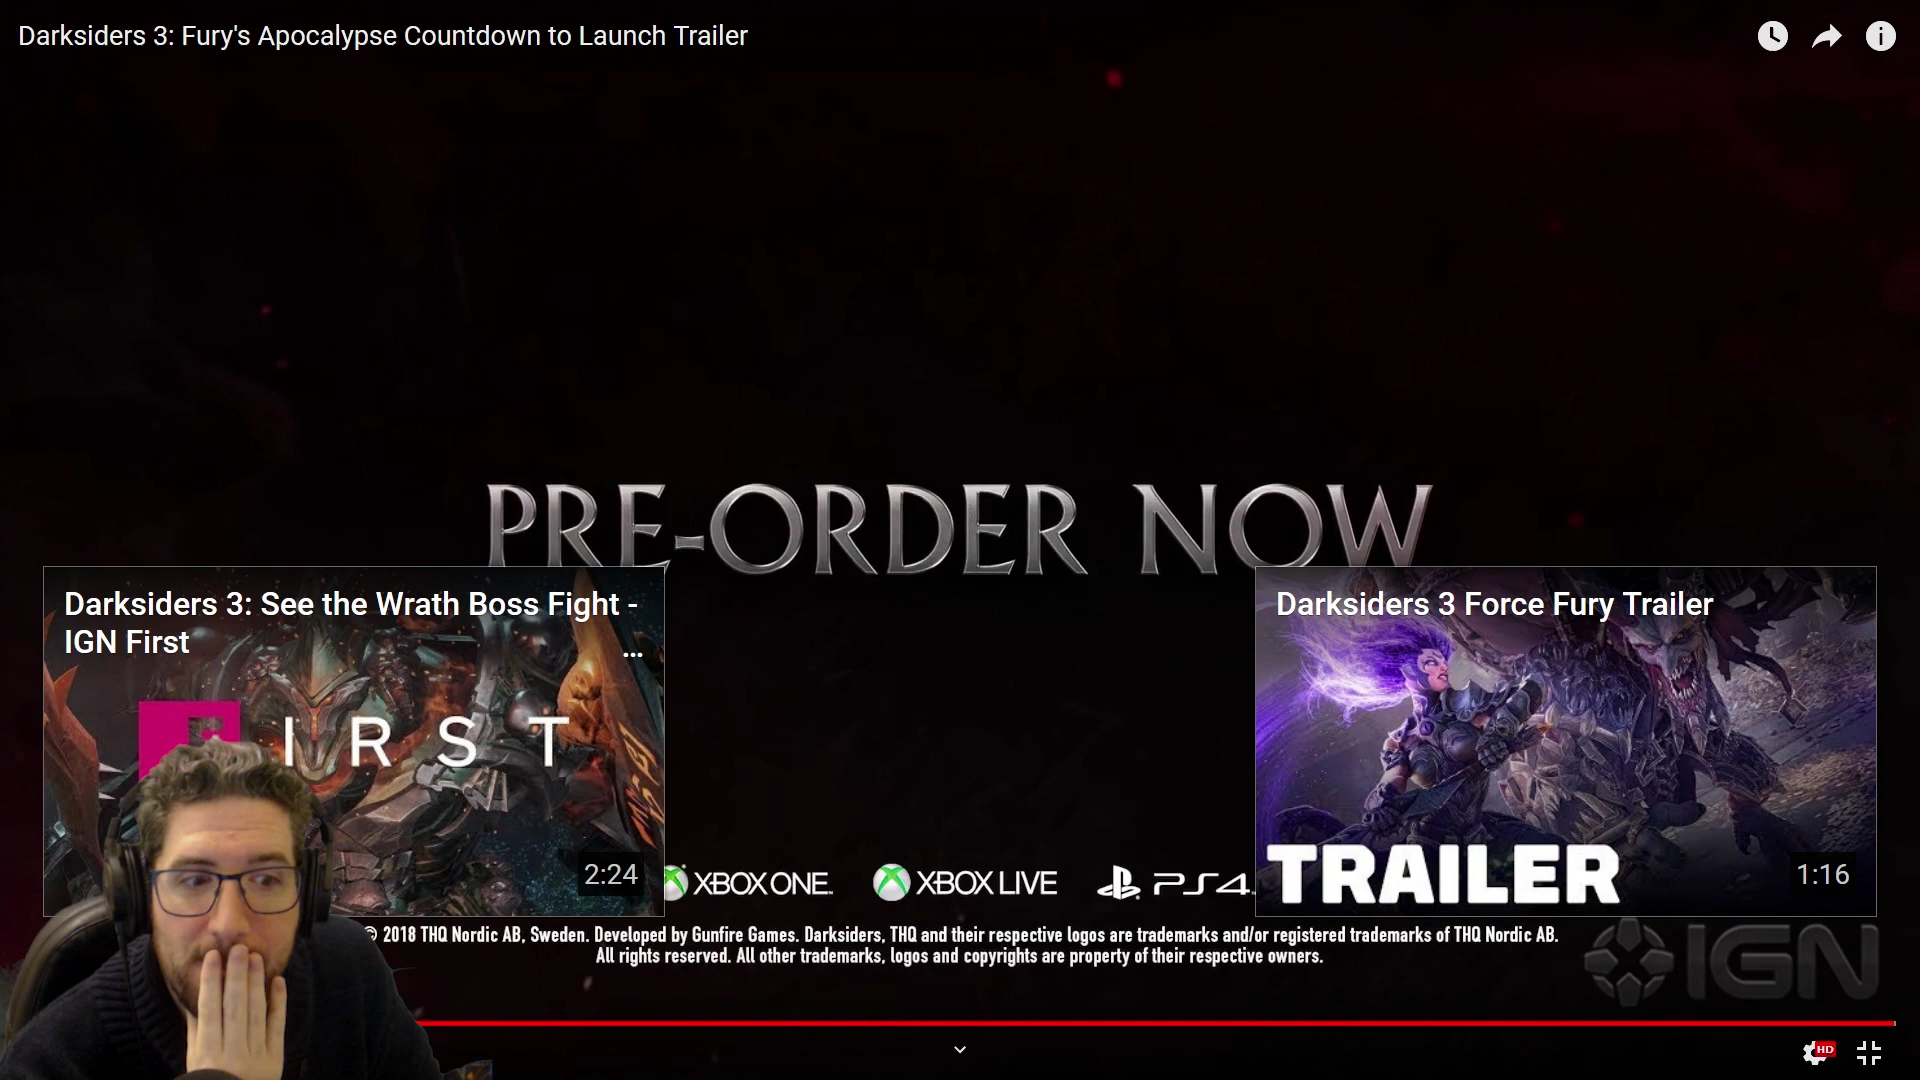 Darksiders 3: Fury's Apocalypse Countdown to Launch Trailer
PRE-ORDER NOW
Darksiders 3: See the Wrath Boss Fight -
IGN First
...
FIRST
2:24
Darksiders 3 Force Fury Trailer
TRAILER
1:16
XBOX ONE
XBOX LIVE
PS4
© 2018 THQ Nordic AB, Sweden. Developed by Gunfire Games. Darksiders, THQ and their respective logos are trademarks and/or registered trademarks of THQ Nordic AB.
All rights reserved. All other trademarks, logos and copyrights are property of their respective owners.
IGN
HD